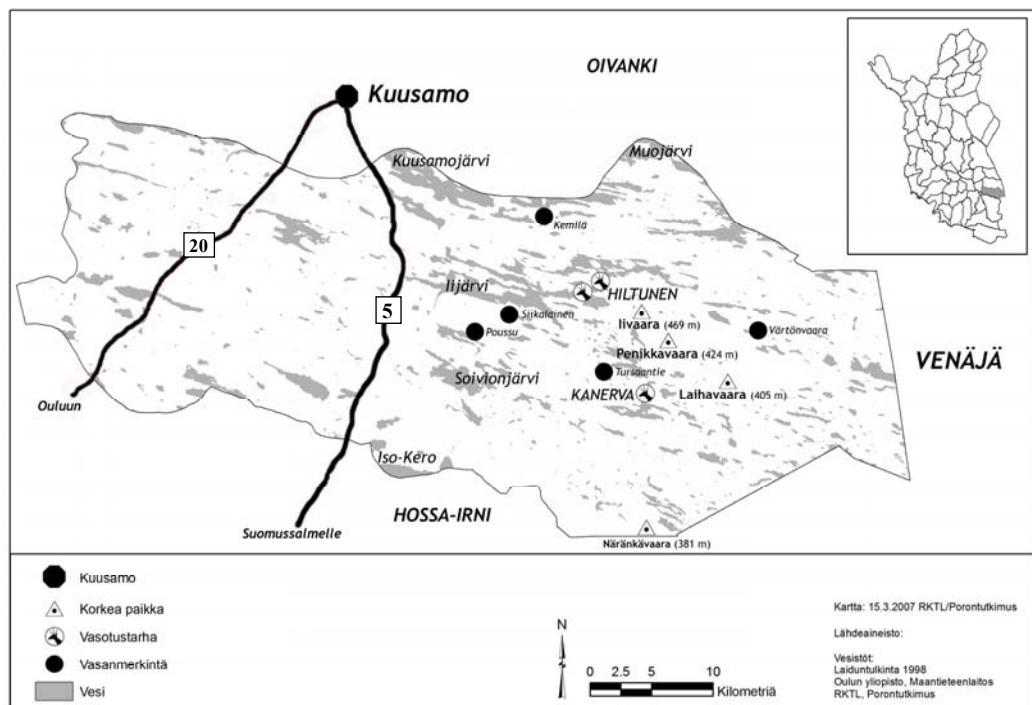 OIVANKI
Kuusamo
Kuusamojärvi
Muojärvi
Kemilä
20
Iijärvi
HILTUNEN
5
Siikalainen
Iivaara (469 m)
Poussu
Värtönvaara
Penikkavaara (424 m)
VENÄJÄ
Soivionjärvi
Tursaantie
KANERVA
Laihavaara (405 m)
Ouluun
Iso-Kero
HOSSA-IRNI
Suomussalmelle
Näränkävaara (381 m)
Kuusamo
Korkea paikka
Vasotustarha
Vasanmerkintä
Vesi
N
0 2.5 5 10
Kilometriä
Kartta: 15.3.2007 RKTL/Porontutkimus
Lähdeaineisto:
Vesistöt:
Laiduntulkinta 1998
Oulun yliopisto, Maantieteenlaitos
RKTL, Porontutkimus